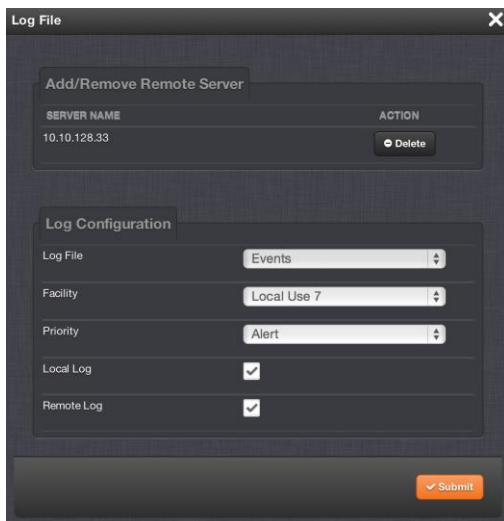 Log File
Add/Remove Remote Server
SERVER NAME ACTION
10.10.128.33 Delete
Log Configuration
Log File Events
Facility Local Use 7
Priority Alert
Local Log
Remote Log
Submit